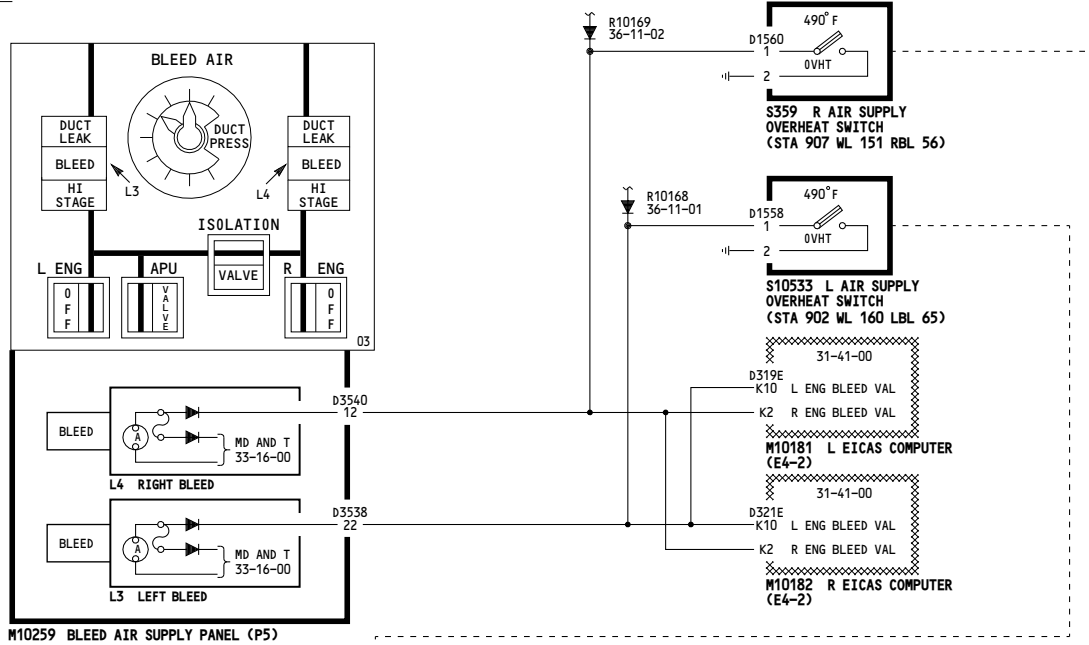 BLEED AIR
DUCT PRESS
DUCT LEAK
BLEED
HI STAGE
L3
DUCT LEAK
BLEED
HI STAGE
L4
ISOLATION
VALVE
L ENG
OFF
APU
VALVE
R ENG
OFF
03
BLEED
A
MD AND T
33-16-00
L4 RIGHT BLEED
D3540
12
BLEED
A
MD AND T
33-16-00
L3 LEFT BLEED
D3538
22
M10259 BLEED AIR SUPPLY PANEL (P5)
R10169
36-11-02
R10168
36-11-01
D1560
1
2
490°F
OVHT
S359 R AIR SUPPLY
OVERHEAT SWITCH
(STA 907 WL 151 RBL 56)
D1558
1
2
490°F
OVHT
S10533 L AIR SUPPLY
OVERHEAT SWITCH
(STA 902 WL 160 LBL 65)
31-41-00
D319E
K10 L ENG BLEED VAL
K2 R ENG BLEED VAL
M10181 L EICAS COMPUTER
(E4-2)
31-41-00
D321E
K10 L ENG BLEED VAL
K2 R ENG BLEED VAL
M10182 R EICAS COMPUTER
(E4-2)